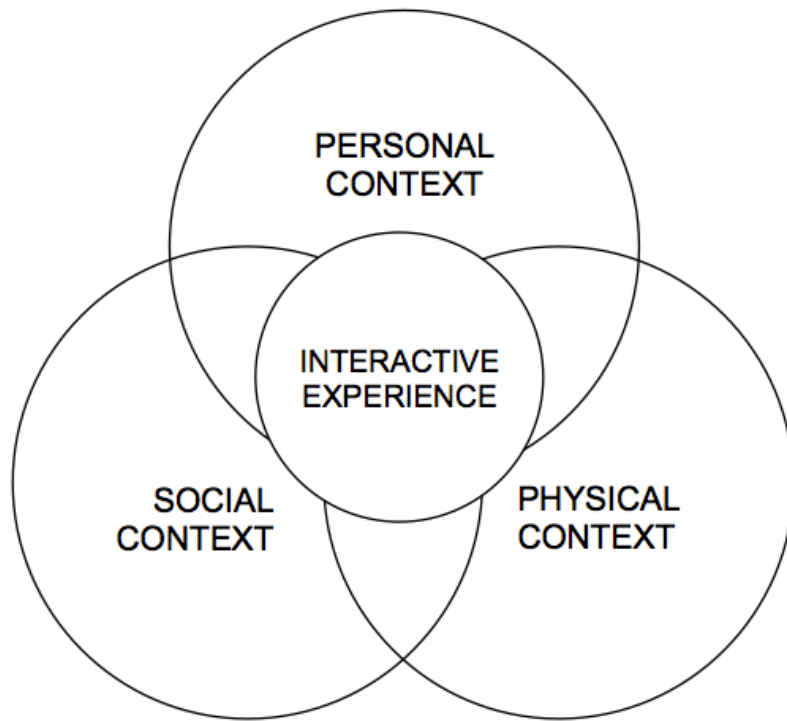 PERSONAL
CONTEXT
INTERACTIVE
EXPERIENCE
SOCIAL
CONTEXT
PHYSICAL
CONTEXT